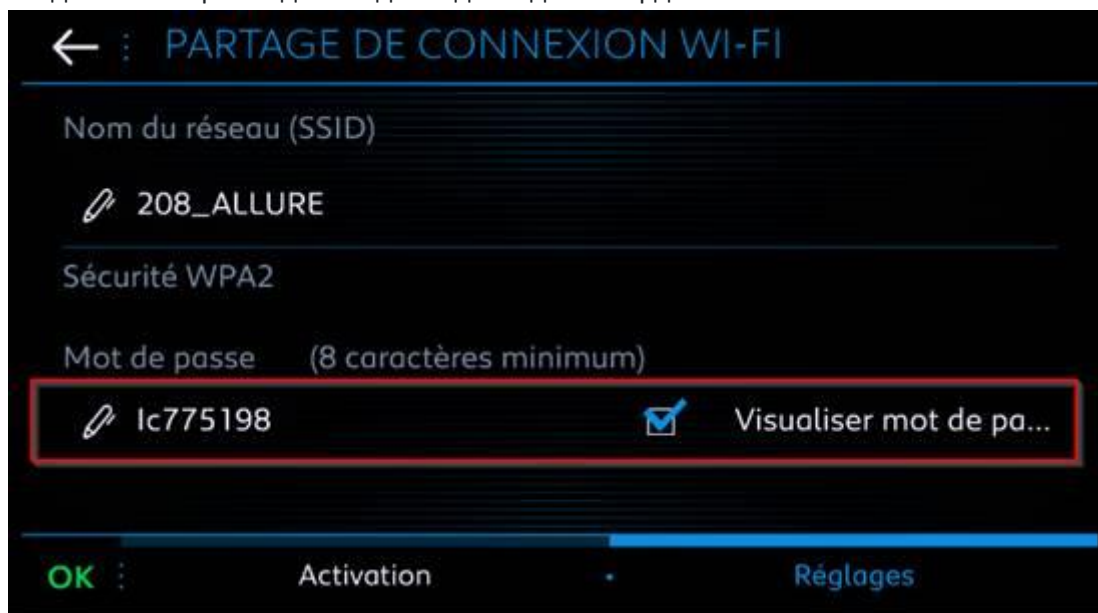 PARTAGE DE CONNEXION WI-FI
Nom du réseau (SSID)
208_ALLURE
Sécurité WPA2
Mot de passe (8 caractères minimum)
lc775198 Visualiser mot de pa...
OK Activation Réglages